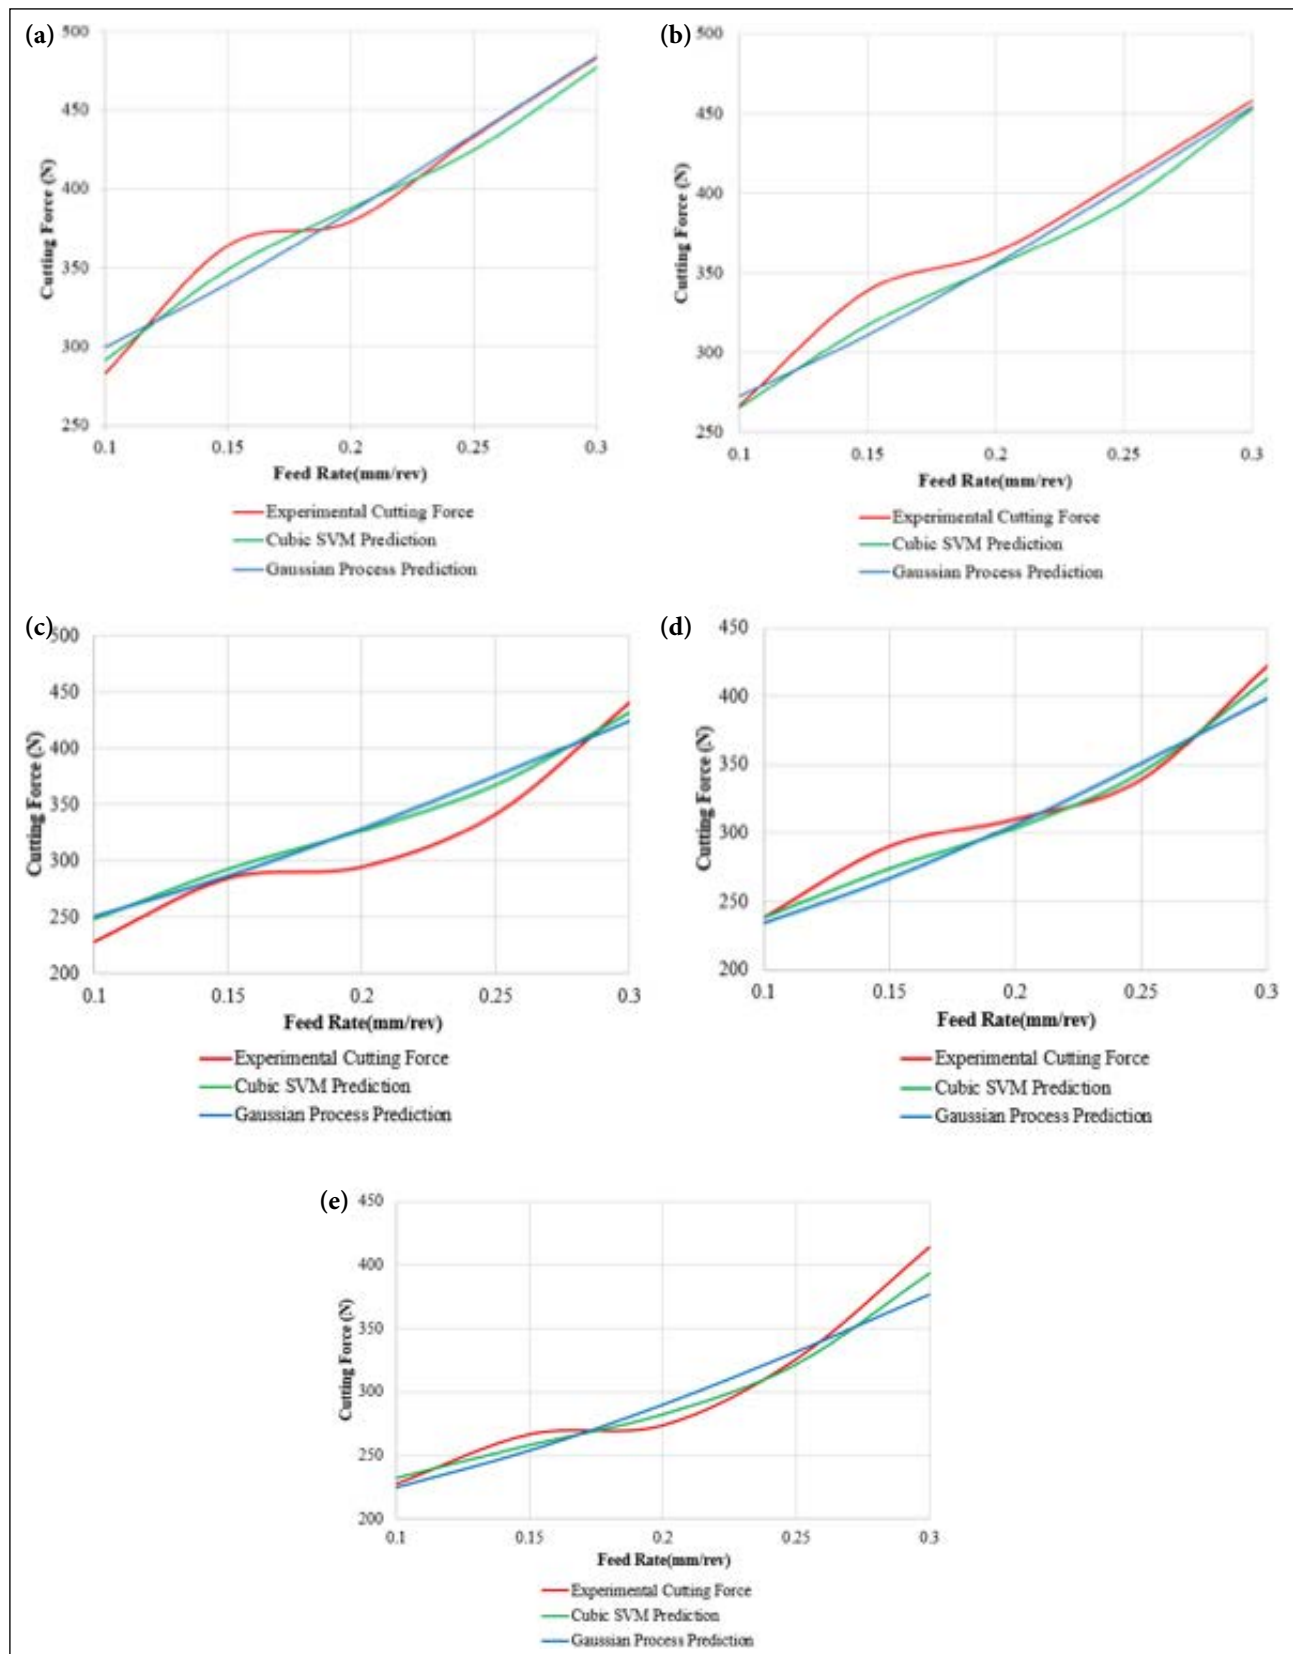 (a)
500
450
400
350
300
250
Cutting Force (N)
0.1 0.15 0.2 0.25 0.3
Feed Rate(mm/rev)
Experimental Cutting Force
Cubic SVM Prediction
Gaussian Process Prediction
(b)
500
450
400
350
300
250
Cutting Force (N)
0.1 0.15 0.2 0.25 0.3
Feed Rate(mm/rev)
Experimental Cutting Force
Cubic SVM Prediction
Gaussian Process Prediction
(c)
500
450
400
350
300
250
200
Cutting Force (N)
0.1 0.15 0.2 0.25 0.3
Feed Rate(mm/rev)
Experimental Cutting Force
Cubic SVM Prediction
Gaussian Process Prediction
(d)
450
400
350
300
250
200
Cutting Force (N)
0.1 0.15 0.2 0.25 0.3
Feed Rate(mm/rev)
Experimental Cutting Force
Cubic SVM Prediction
Gaussian Process Prediction
(e)
450
400
350
300
250
200
Cutting Force (N)
0.1 0.15 0.2 0.25 0.3
Feed Rate(mm/rev)
Experimental Cutting Force
Cubic SVM Prediction
Gaussian Process Prediction